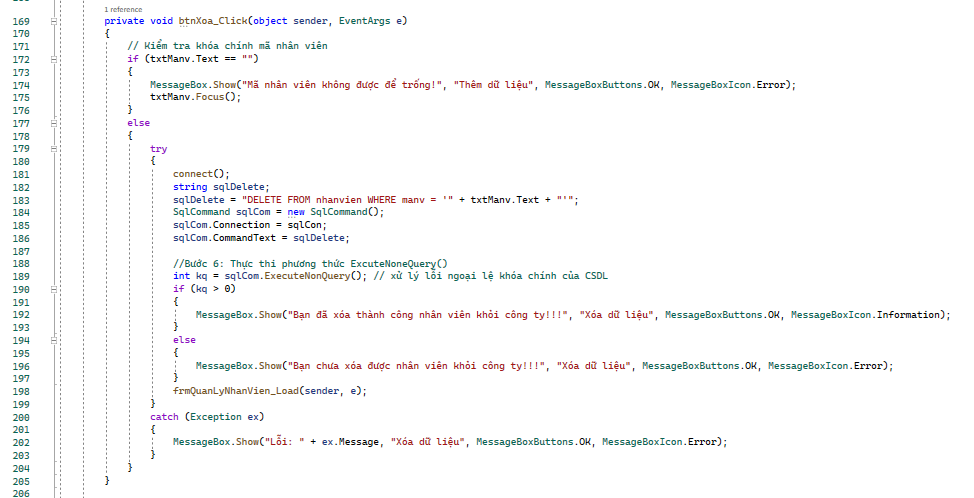 1 reference
169 private void btnXoa_Click(object sender, EventArgs e)
170 {
171 // Kiểm tra khóa chính mã nhân viên
172 if (txtManv.Text == "")
173 {
174 MessageBox.Show("Mã nhân viên không được để trống!", "Thêm dữ liệu", MessageBoxButtons.OK, MessageBoxIcon.Error);
175 txtManv.Focus();
176 }
177 else
178 {
179 try
180 {
181 connect();
182 string sqlDelete;
183 sqlDelete = "DELETE FROM nhanvien WHERE manv = '" + txtManv.Text + "'";
184 SqlCommand sqlCom = new SqlCommand();
185 sqlCom.Connection = sqlCon;
186 sqlCom.CommandText = sqlDelete;
187
188 //Bước 6: Thực thi phương thức ExcuteNoneQuery()
189 int kq = sqlCom.ExecuteNonQuery(); // xử lý lỗi ngoại lệ khóa chính của CSDL
190 if (kq > 0)
191 {
192 MessageBox.Show("Bạn đã xóa thành công nhân viên khỏi công ty!!!", "Xóa dữ liệu", MessageBoxButtons.OK, MessageBoxIcon.Information);
193 }
194 else
195 {
196 MessageBox.Show("Bạn chưa xóa được nhân viên khỏi công ty!!!", "Xóa dữ liệu", MessageBoxButtons.OK, MessageBoxIcon.Error);
197 }
198 frmQuanLyNhanVien_Load(sender, e);
199 }
200 catch (Exception ex)
201 {
202 MessageBox.Show("Lỗi: " + ex.Message, "Xóa dữ liệu", MessageBoxButtons.OK, MessageBoxIcon.Error);
203 }
204 }
205 }
206